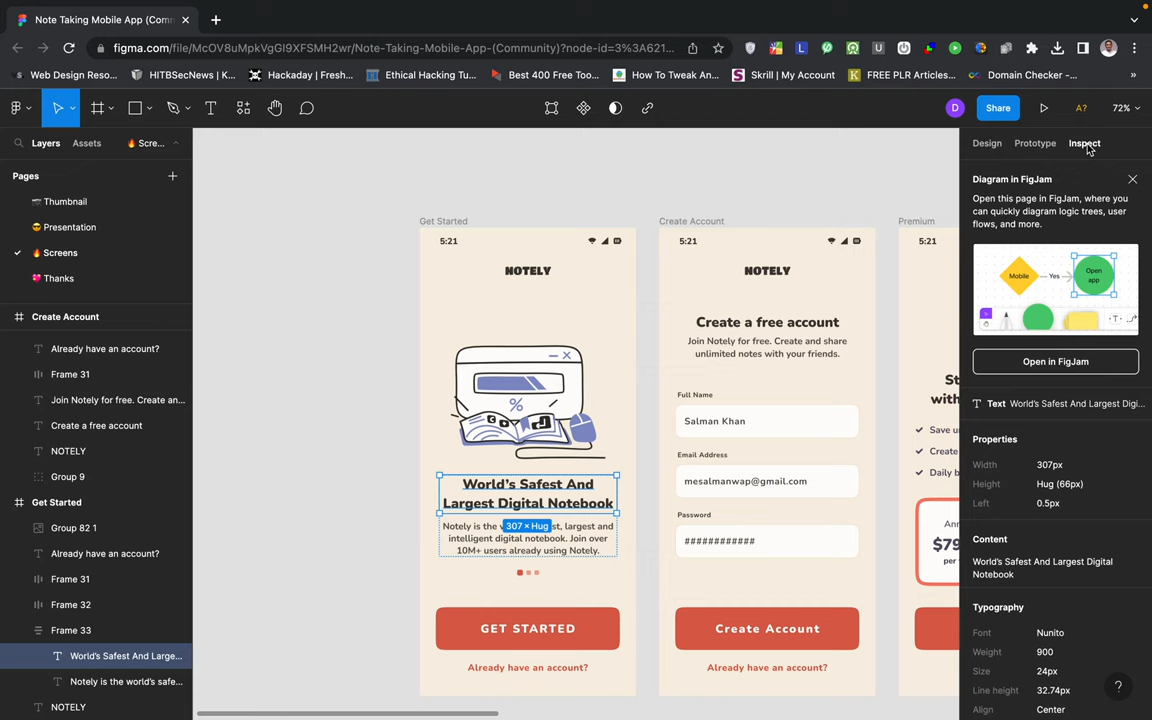 Note Taking Mobile App (Com
figma.com/file/McOV8uMpkVgGI9XFSMH2wr/Note-Taking-Mobile-App-(Community)?node-id=3%3A621...
Web Design Reso...
HITBSecNews | K...
Hackaday | Fresh...
Ethical Hacking Tu...
Best 400 Free Too...
How To Tweak An...
Skrill | My Account
FREE PLR Articles...
Domain Checker -...
»
D
Share
A?
72%
Layers
Assets
🔥 Scre...
Pages
Thumbnail
😎 Presentation
🔥 Screens
💖 Thanks
Create Account
Already have an account?
Frame 31
Join Notely for free. Create an...
Create a free account
NOTELY
Group 9
Get Started
Group 82 1
Already have an account?
Frame 31
Frame 32
Frame 33
World's Safest And Large...
Notely is the world's safe...
NOTELY
Get Started
5:21
NOTELY
%
World's Safest And
Largest Digital Notebook
307 × Hug
Notely is the w st, largest and
intelligent digital notebook. Join over
10M+ users already using Notely.
GET STARTED
Already have an account?
Create Account
5:21
NOTELY
Create a free account
Join Notely for free. Create and share
unlimited notes with your friends.
Full Name
Salman Khan
Email Address
mesalmanwap@gmail.com
Password
############
Create Account
Already have an account?
Premium
5:21
St
with
Save u
Create
Daily b
Ann
$79
per
Design
Prototype
Inspect
Diagram in FigJam
Open this page in FigJam, where you
can quickly diagram logic trees, user
flows, and more.
Mobile
Yes
Open
app
T
Open in FigJam
Text World's Safest And Largest Digi...
Properties
Width 307px
Height Hug (66px)
Left 0.5px
Content
World's Safest And Largest Digital
Notebook
Typography
Font Nunito
Weight 900
Size 24px
Line height 32.74px
Align Center
?